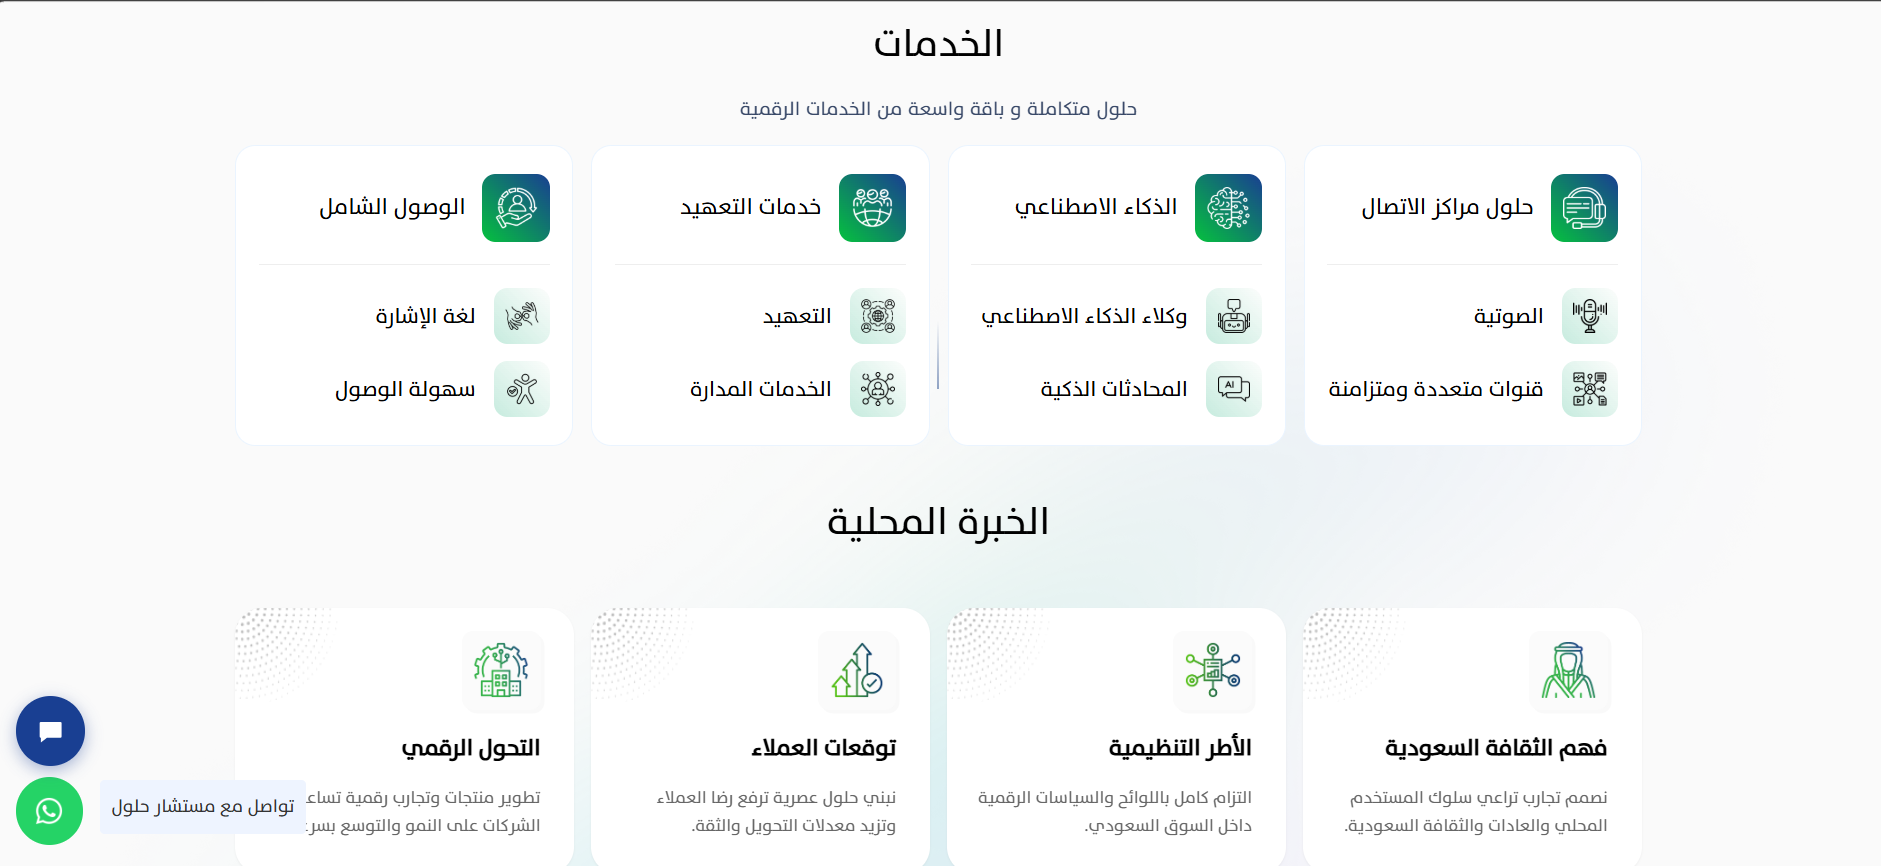 الخدمات
حلول متكاملة و باقة واسعة من الخدمات الرقمية
حلول مراكز الاتصال
الصوتية
قنوات متعددة ومتزامنة
الذكاء الاصطناعي
وكلاء الذكاء الاصطناعي
المحادثات الذكية
AI
خدمات التعهيد
التعهيد
الخدمات المدارة
الوصول الشامل
لغة الإشارة
سهولة الوصول
الخبرة المحلية
فهم الثقافة السعودية
نصمم تجارب تراعي سلوك المستخدم
المحلي والعادات والثقافة السعودية.
الأطر التنظيمية
التزام كامل باللوائح والسياسات الرقمية
داخل السوق السعودي.
توقعات العملاء
نبني حلول عصرية ترفع رضا العملاء
وتزيد معدلات التحويل والثقة.
التحول الرقمي
تطوير منتجات وتجارب رقمية
الشركات على النمو والتوسع
تواصل مع مستشار حلول